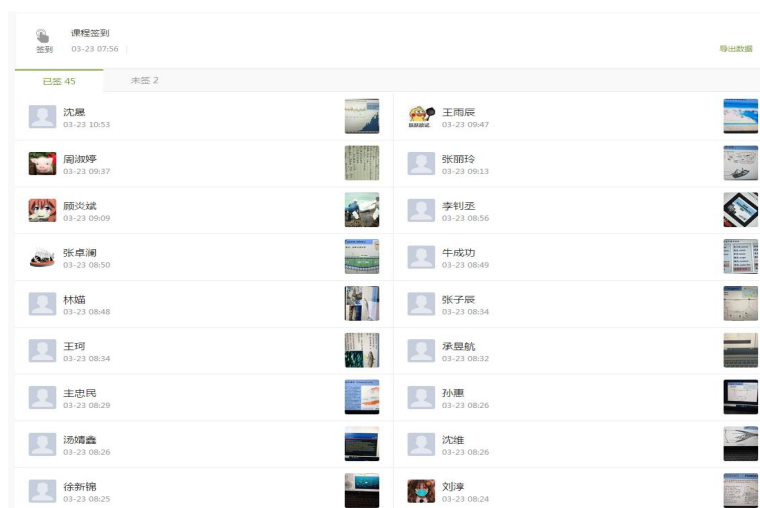 课程签到
签到 03-23 07:56
导出数据
已签 45 未签 2
沈晟 王雨辰
03-23 10:53 03-23 09:47
周淑婷 张丽玲
03-23 09:37 03-23 09:13
顾炎斌 李钊丞
03-23 09:09 03-23 08:56
张卓澜 牛成功
03-23 08:50 03-23 08:49
林婳 张子辰
03-23 08:48 03-23 08:34
王珂 承昱航
03-23 08:34 03-23 08:32
主忠民 孙惠
03-23 08:29 03-23 08:26
汤婧鑫 沈维
03-23 08:26 03-23 08:26
徐新锦 刘淳
03-23 08:25 03-23 08:24